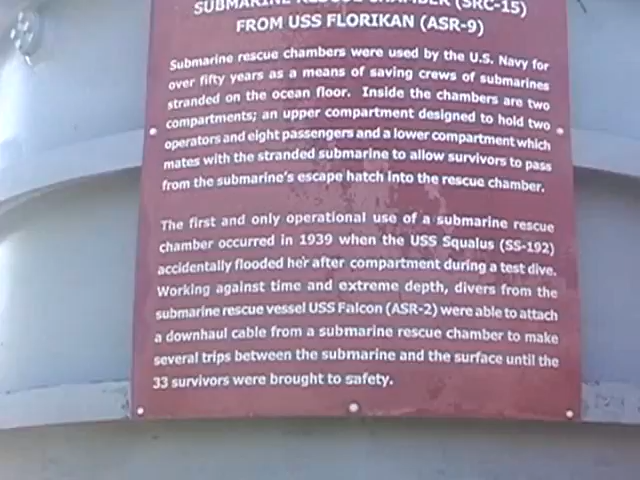 SUBMARINE RESCUE CHAMBER (SRC-15)
FROM USS FLORIKAN (ASR-9)
Submarine rescue chambers were used by the U.S. Navy for
over fifty years as a means of saving crews of submarines
stranded on the ocean floor. Inside the chambers are two
compartments; an upper compartment designed to hold two
operators and eight passengers and a lower compartment which
mates with the stranded submarine to allow survivors to pass
from the submarine's escape hatch into the rescue chamber.
The first and only operational use of a submarine rescue
chamber occurred in 1939 when the USS Squalus (SS-192)
accidentally flooded her after compartment during a test dive.
Working against time and extreme depth, divers from the
submarine rescue vessel USS Falcon (ASR-2) were able to attach
a downhaul cable from a submarine rescue chamber to make
several trips between the submarine and the surface until the
33 survivors were brought to safety.